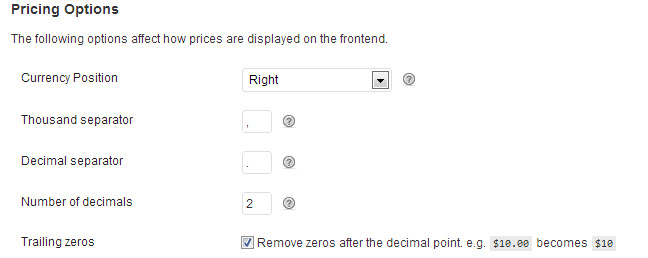 Pricing Options
The following options affect how prices are displayed on the frontend.
Currency Position Right ?
Thousand separator , ?
Decimal separator . ?
Number of decimals 2 ?
Trailing zeros Remove zeros after the decimal point. e.g. $10.00 becomes $10